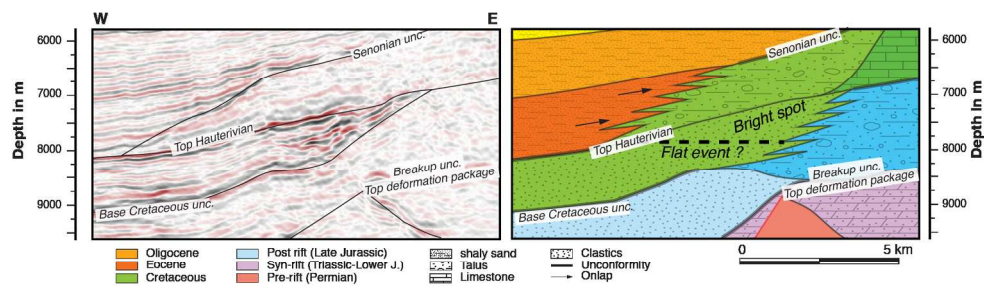 W E
6000
7000
8000
9000
Depth in m
Senonian unc.
Top Hauterivian
Breakup unc.
Top deformation package
Base Cretaceous unc.
Senonian unc.
Top Hauterivian
Bright spot
Flat event ?
Breakup unc.
Top deformation package
Base Cretaceous unc.
6000
7000
8000
9000
Depth In m
0 5 km
Oligocene Post rift (Late Jurassic) shaly sand Clastics
Eocene Syn-rift (Triassic-Lower J.) Talus Unconformity
Cretaceous Pre-rift (Permian) Limestone Onlap